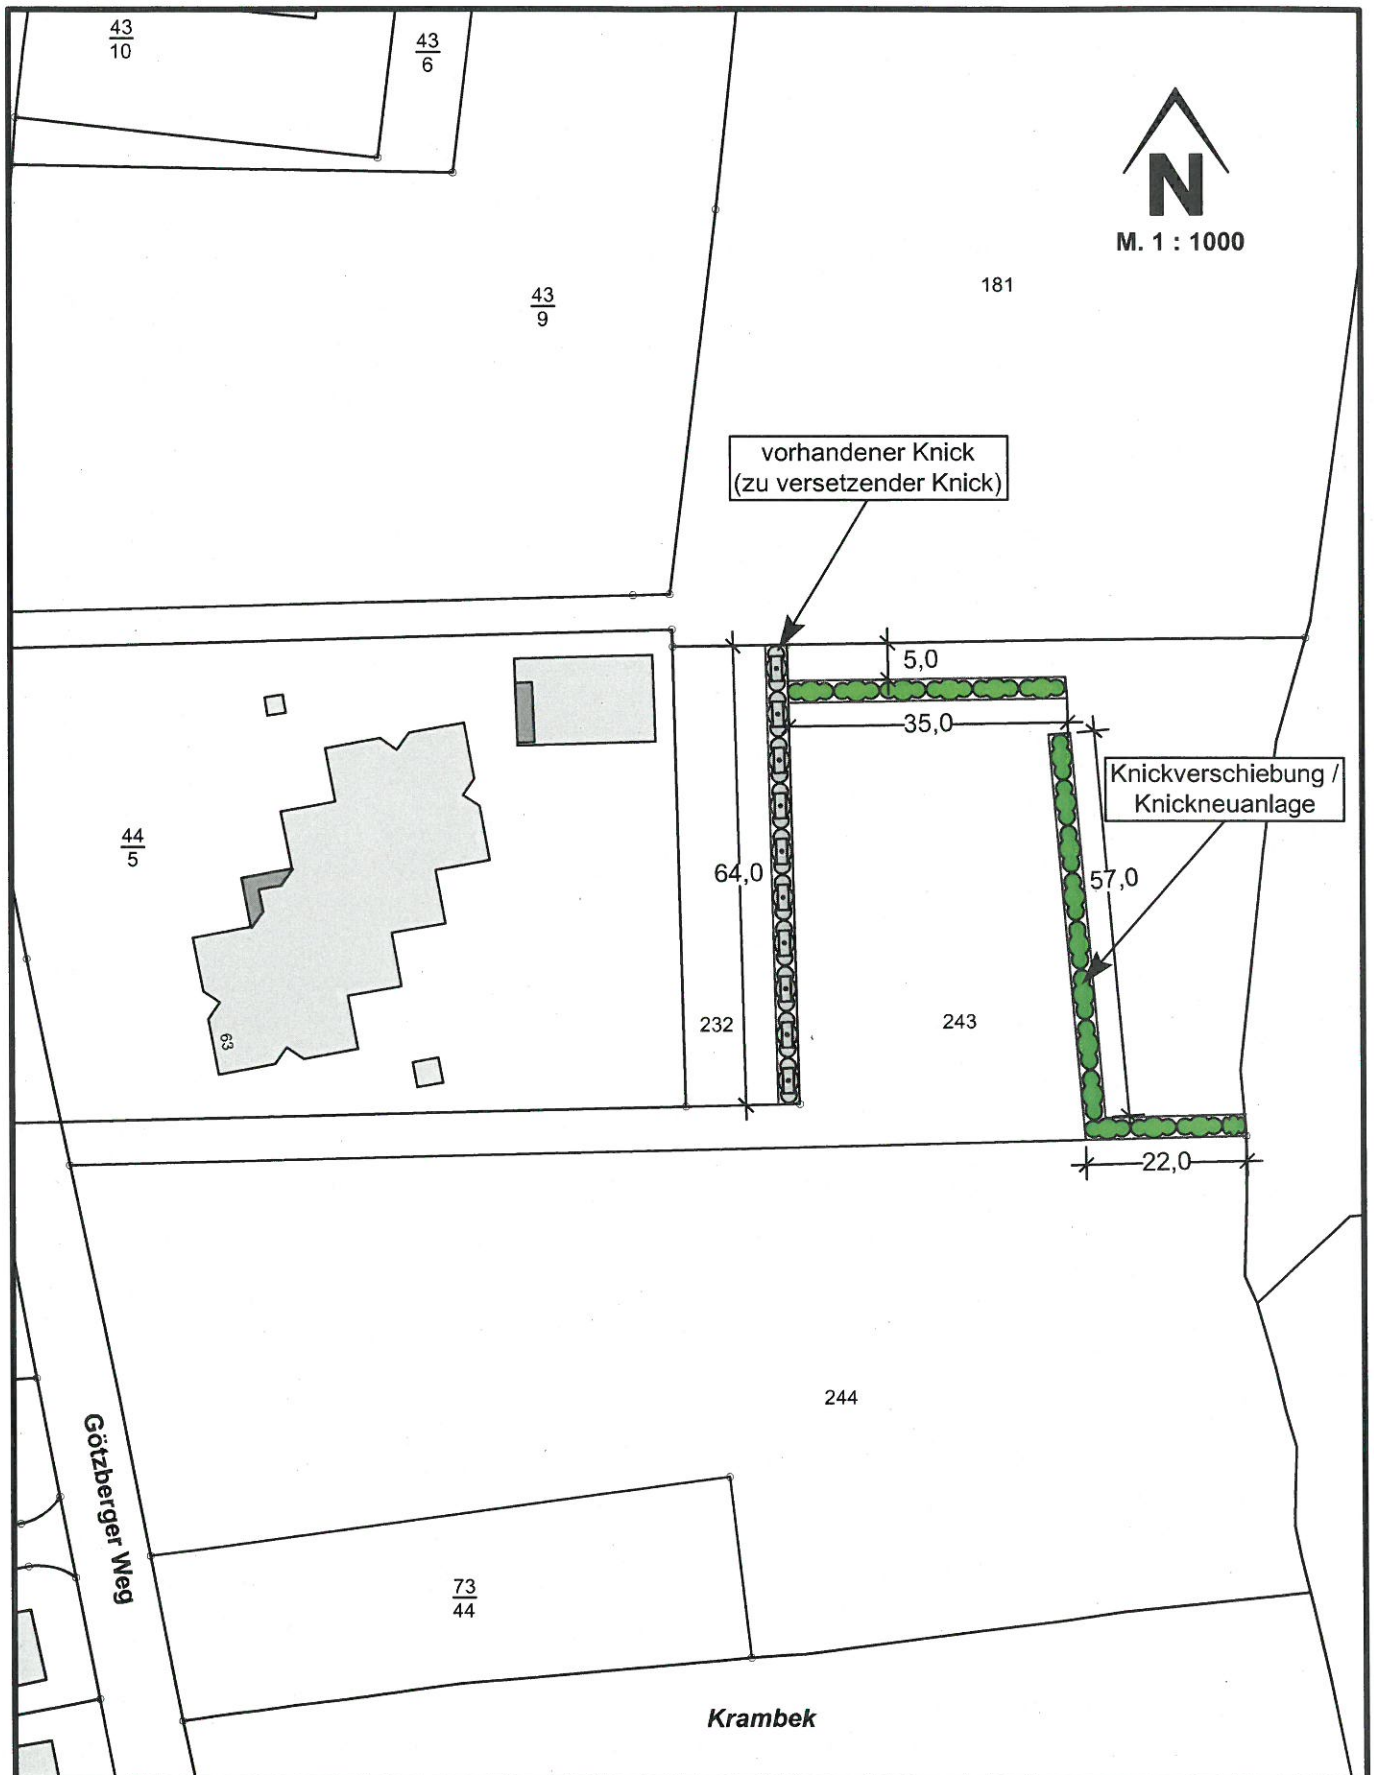 43
10
43
6
N
M. 1 : 1000
181
43
9
vorhandener Knick
(zu versetzender Knick)
5,0
35,0
Knickverschiebung /
Knickneuanlage
44
5
64,0
57,0
232
243
63
22,0
244
Götzberger Weg
73
44
Krambek